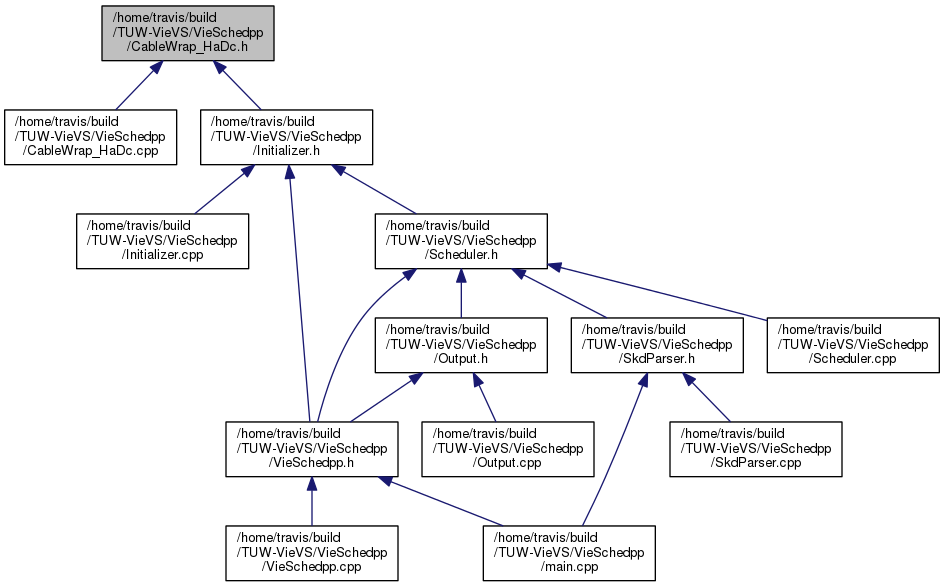 /home/travis/build
/TUW-VieVS/VieSchedpp
/CableWrap_HaDc.h
/home/travis/build
/TUW-VieVS/VieSchedpp
/CableWrap_HaDc.cpp
/home/travis/build
/TUW-VieVS/VieSchedpp
/Initializer.h
/home/travis/build
/TUW-VieVS/VieSchedpp
/Initializer.cpp
/home/travis/build
/TUW-VieVS/VieSchedpp
/Scheduler.h
/home/travis/build
/TUW-VieVS/VieSchedpp
/Output.h
/home/travis/build
/TUW-VieVS/VieSchedpp
/SkdParser.h
/home/travis/build
/TUW-VieVS/VieSchedpp
/Scheduler.cpp
/home/travis/build
/TUW-VieVS/VieSchedpp
/VieSchedpp.h
/home/travis/build
/TUW-VieVS/VieSchedpp
/Output.cpp
/home/travis/build
/TUW-VieVS/VieSchedpp
/SkdParser.cpp
/home/travis/build
/TUW-VieVS/VieSchedpp
/VieSchedpp.cpp
/home/travis/build
/TUW-VieVS/VieSchedpp
/main.cpp